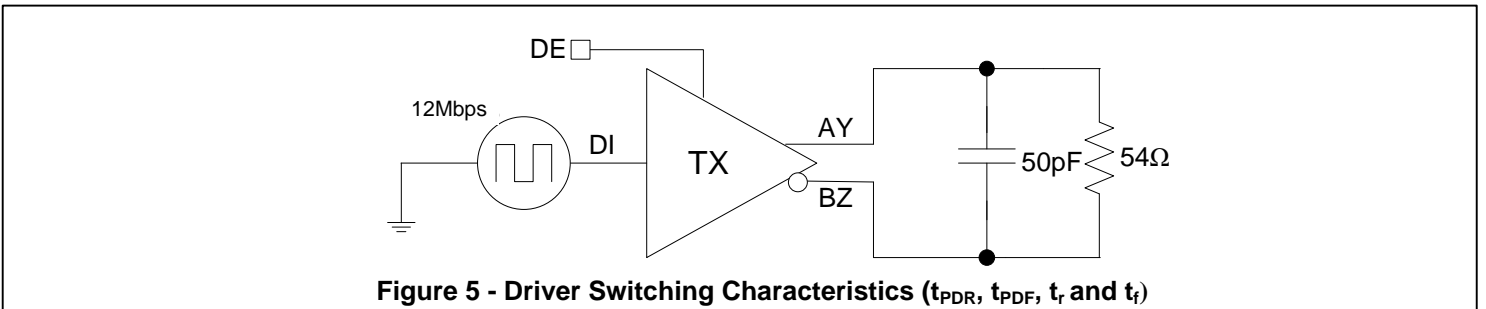 DE
12Mbps
DI
TX
AY
BZ
50pF
54Ω
Figure 5 - Driver Switching Characteristics (tPDR, tPDF, tr and tf)